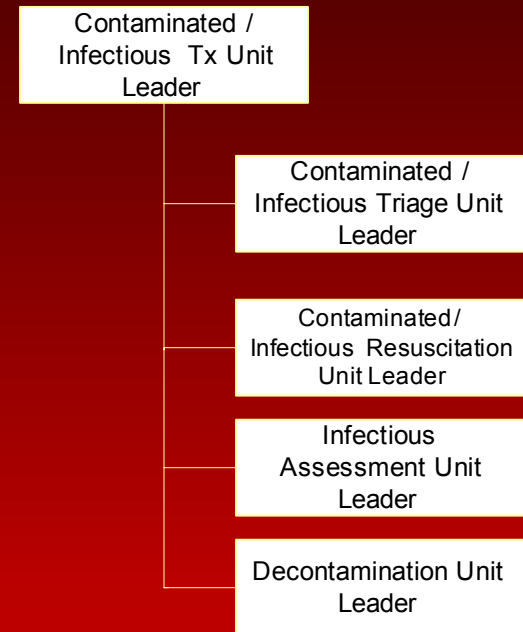 Contaminated /
Infectious Tx Unit
Leader
Contaminated /
Infectious Triage Unit
Leader
Contaminated/
Infectious Resuscitation
Unit Leader
Infectious
Assessment Unit
Leader
Decontamination Unit
Leader